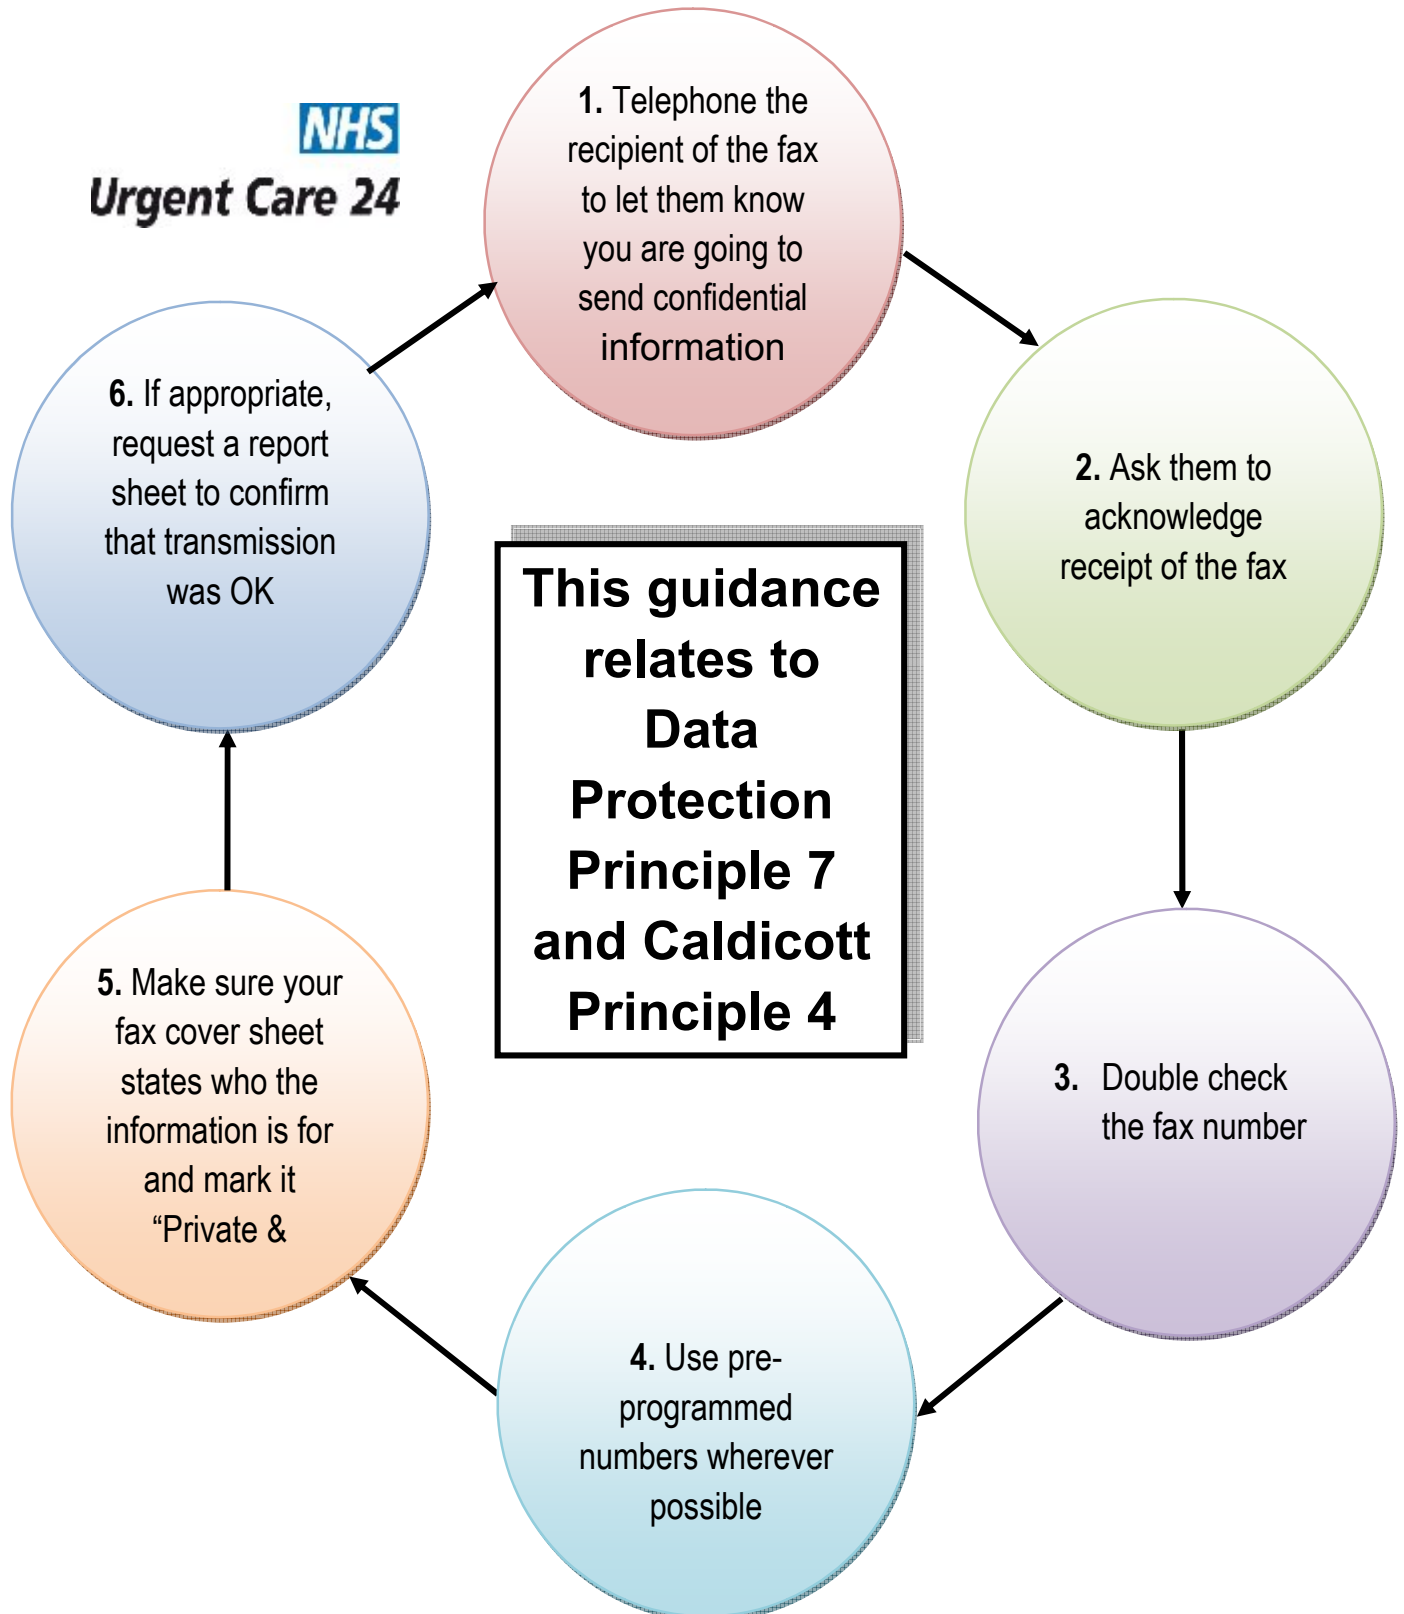 NHS
Urgent Care 24
1. Telephone the
recipient of the fax
to let them know
you are going to
send confidential
information
2. Ask them to
acknowledge
receipt of the fax
3. Double check
the fax number
4. Use pre-
programmed
numbers wherever
possible
5. Make sure your
fax cover sheet
states who the
information is for
and mark it
“Private &
6. If appropriate,
request a report
sheet to confirm
that transmission
was OK
This guidance
relates to
Data
Protection
Principle 7
and Caldicott
Principle 4